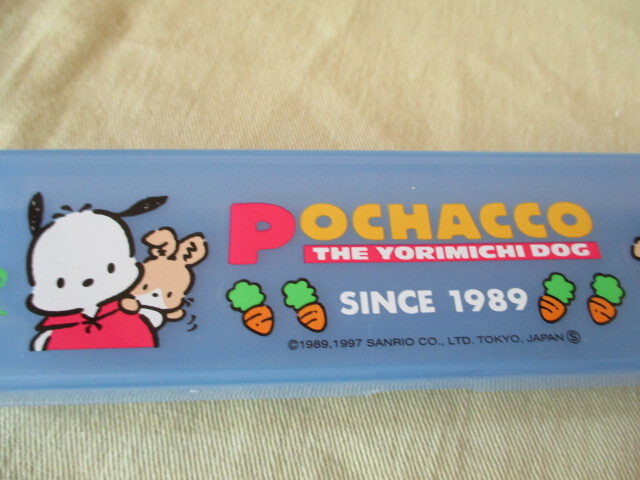 POCHACCO
THE YORIMICHI DOG
SINCE 1989
©1989,1997 SANRIO CO., LTD. TOKYO, JAPAN Ⓢ